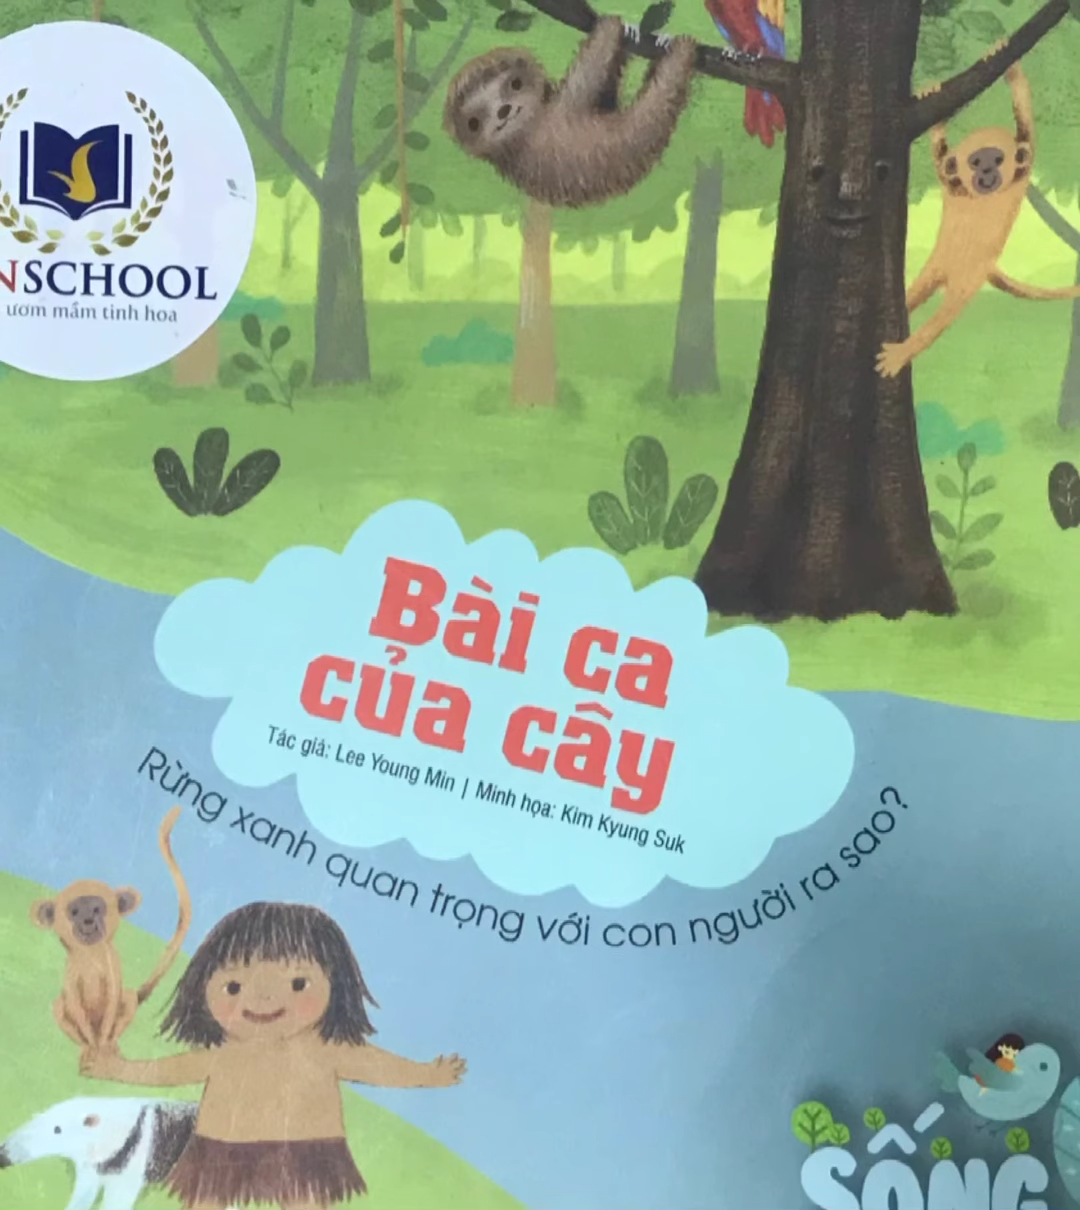 NSCHOOL
ươm mầm tinh hoa
Bài ca
của cây
Tác giả: Lee Young Min | Minh họa: Kim Kyung Suk
Rừng xanh quan trọng với con người ra sao?
SỐNG